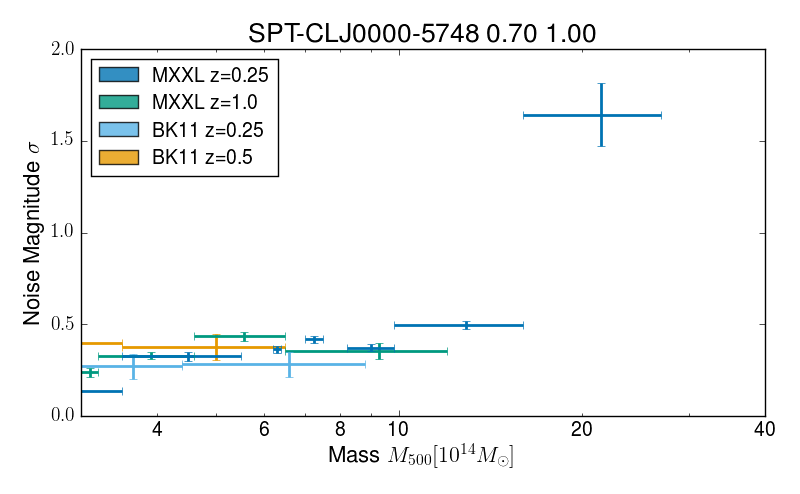 SPT-CLJ0000-5748 0.70 1.00
2.0
1.5
1.0
0.5
0.0
Noise Magnitude σ
MXXL z=0.25
MXXL z=1.0
BK11 z=0.25
BK11 z=0.5
4 6 8 10 20 40
Mass M₅₀₀[10¹⁴M☉]